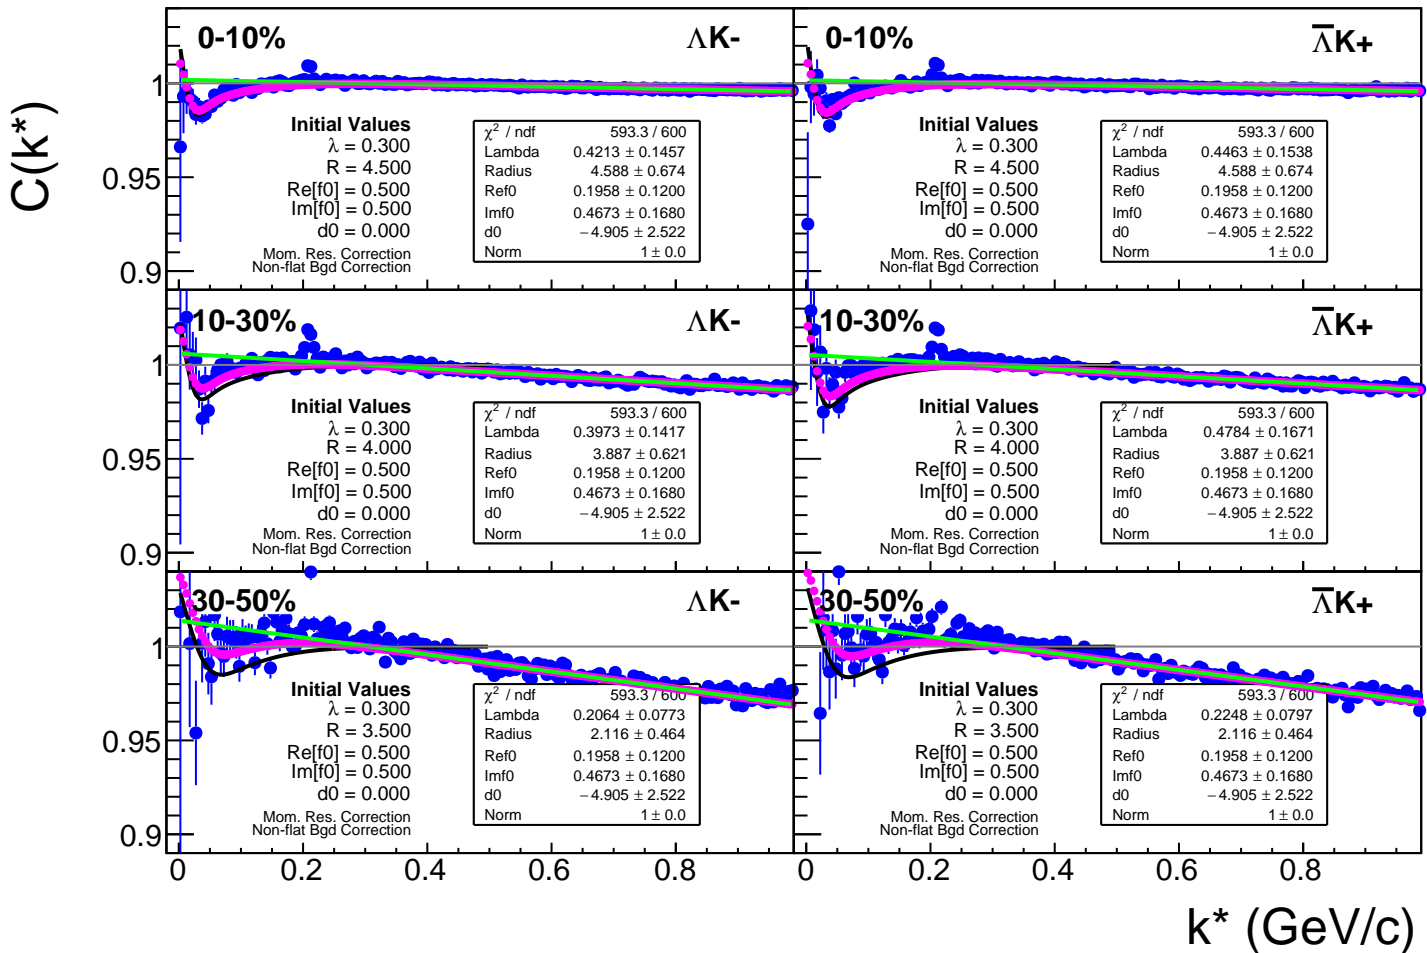 C(k*)
0-10%
ΛK-
1
0.95
0.9
Initial Values
λ = 0.300
R = 4.500
Re[f0] = 0.500
Im[f0] = 0.500
d0 = 0.000
Mom. Res. Correction
Non-flat Bgd Correction
χ² / ndf 593.3 / 600
Lambda 0.4213 ± 0.1457
Radius 4.588 ± 0.674
Ref0 0.1958 ± 0.1200
Imf0 0.4673 ± 0.1680
d0 −4.905 ± 2.522
Norm 1 ± 0.0
0-10%
Λ̅K+
Initial Values
λ = 0.300
R = 4.500
Re[f0] = 0.500
Im[f0] = 0.500
d0 = 0.000
Mom. Res. Correction
Non-flat Bgd Correction
χ² / ndf 593.3 / 600
Lambda 0.4463 ± 0.1538
Radius 4.588 ± 0.674
Ref0 0.1958 ± 0.1200
Imf0 0.4673 ± 0.1680
d0 −4.905 ± 2.522
Norm 1 ± 0.0
10-30%
ΛK-
1
0.95
0.9
Initial Values
λ = 0.300
R = 4.000
Re[f0] = 0.500
Im[f0] = 0.500
d0 = 0.000
Mom. Res. Correction
Non-flat Bgd Correction
χ² / ndf 593.3 / 600
Lambda 0.3973 ± 0.1417
Radius 3.887 ± 0.621
Ref0 0.1958 ± 0.1200
Imf0 0.4673 ± 0.1680
d0 −4.905 ± 2.522
Norm 1 ± 0.0
10-30%
Λ̅K+
Initial Values
λ = 0.300
R = 4.000
Re[f0] = 0.500
Im[f0] = 0.500
d0 = 0.000
Mom. Res. Correction
Non-flat Bgd Correction
χ² / ndf 593.3 / 600
Lambda 0.4784 ± 0.1671
Radius 3.887 ± 0.621
Ref0 0.1958 ± 0.1200
Imf0 0.4673 ± 0.1680
d0 −4.905 ± 2.522
Norm 1 ± 0.0
30-50%
ΛK-
1
0.95
0.9
Initial Values
λ = 0.300
R = 3.500
Re[f0] = 0.500
Im[f0] = 0.500
d0 = 0.000
Mom. Res. Correction
Non-flat Bgd Correction
χ² / ndf 593.3 / 600
Lambda 0.2064 ± 0.0773
Radius 2.116 ± 0.464
Ref0 0.1958 ± 0.1200
Imf0 0.4673 ± 0.1680
d0 −4.905 ± 2.522
Norm 1 ± 0.0
30-50%
Λ̅K+
Initial Values
λ = 0.300
R = 3.500
Re[f0] = 0.500
Im[f0] = 0.500
d0 = 0.000
Mom. Res. Correction
Non-flat Bgd Correction
χ² / ndf 593.3 / 600
Lambda 0.2248 ± 0.0797
Radius 2.116 ± 0.464
Ref0 0.1958 ± 0.1200
Imf0 0.4673 ± 0.1680
d0 −4.905 ± 2.522
Norm 1 ± 0.0
0 0.2 0.4 0.6 0.8 0 0.2 0.4 0.6 0.8
k* (GeV/c)